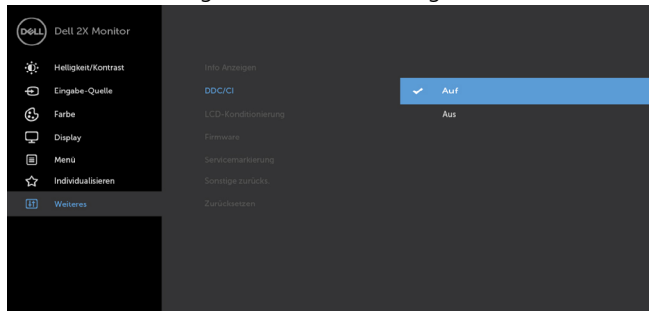 DELL
Dell 2X Monitor
Helligkeit/Kontrast
Eingabe-Quelle
Farbe
Display
Menü
Individualisieren
Weiteres
Info Anzeigen
DDC/CI
LCD-Konditionierung
Firmware
Servicemarkierung
Sonstige zurücks.
Zurücksetzen
Auf
Aus